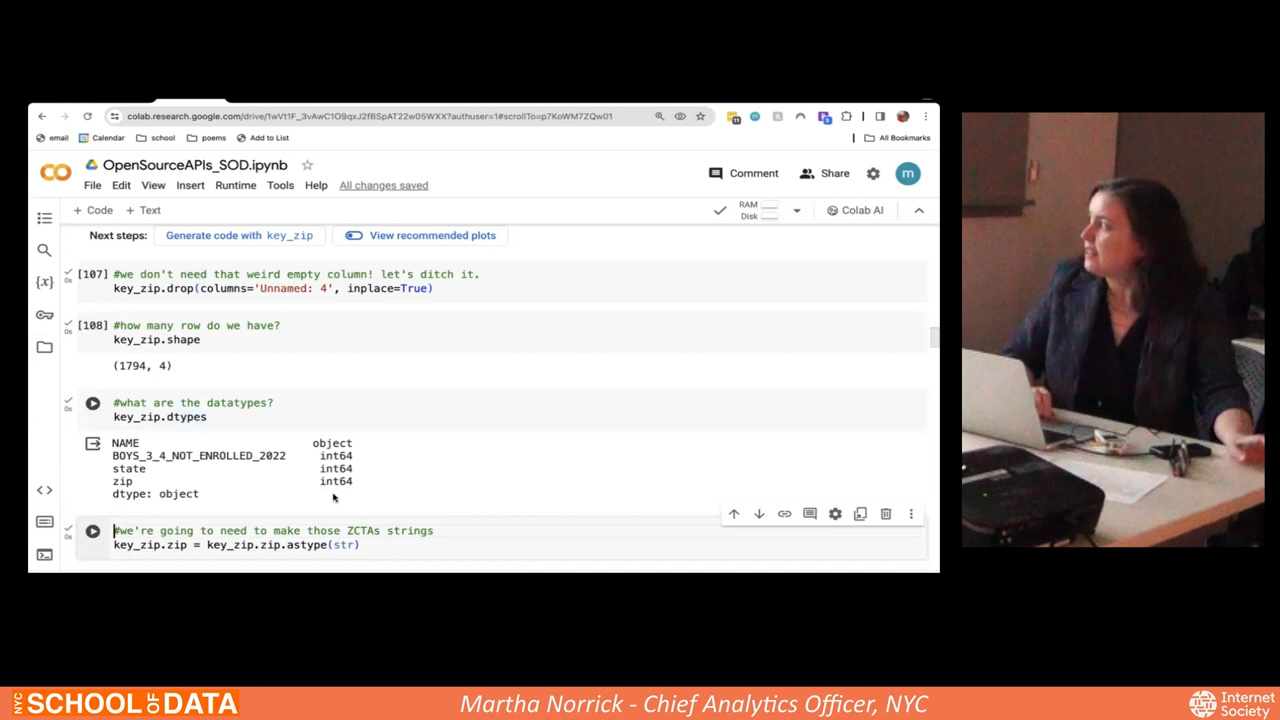 colab.research.google.com/drive/1wVt1F_3vAwC1O9qxJ2fBSpAT22w05WXX?authuser=1#scrollTo=p7KoWM7ZQw01
email
Calendar
school
poems
Add to List
All Bookmarks
OpenSourceAPIs_SOD.ipynb
File Edit View Insert Runtime Tools Help All changes saved
Comment
Share
m
+ Code + Text
RAM
Disk
Colab AI
Next steps: Generate code with key_zip View recommended plots
[107] #we don't need that weird empty column! let's ditch it.
0s
key_zip.drop(columns='Unnamed: 4', inplace=True)
[108] #how many row do we have?
0s
key_zip.shape
(1794, 4)
#what are the datatypes?
0s
key_zip.dtypes
NAME object
BOYS_3_4_NOT_ENROLLED_2022 int64
state int64
zip int64
dtype: object
#we're going to need to make those ZCTAs strings
0s
key_zip.zip = key_zip.zip.astype(str)
NYC SCHOOL OF DATA
Martha Norrick - Chief Analytics Officer, NYC
Internet
Society